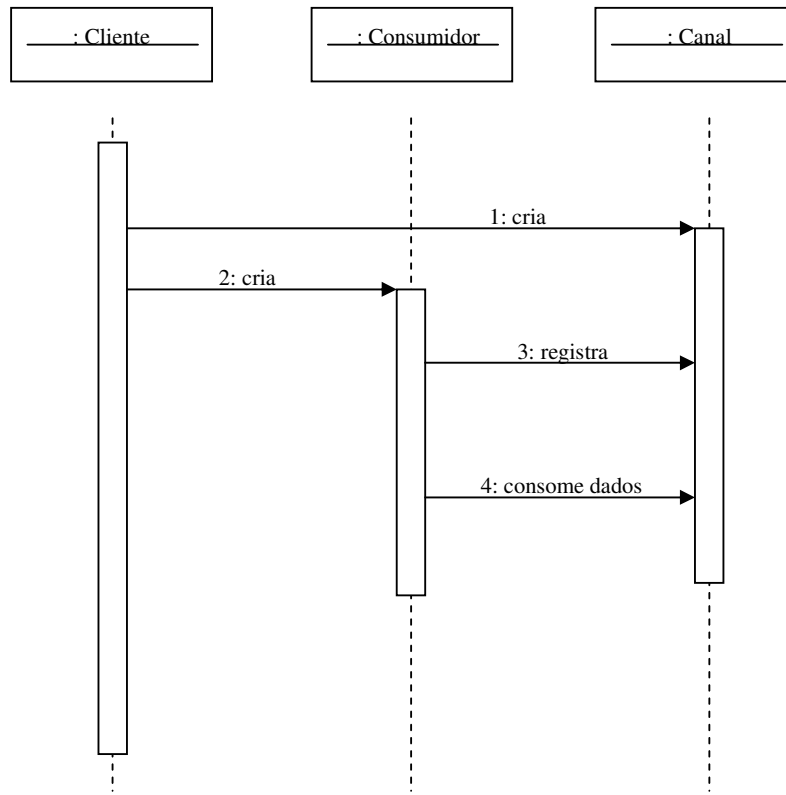 : Cliente
: Consumidor
: Canal
1: cria
2: cria
3: registra
4: consome dados